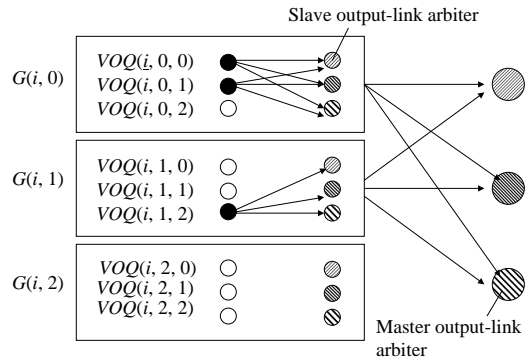 Slave output-link arbiter
G(i, 0)
VOQ(i, 0, 0)
VOQ(i, 0, 1)
VOQ(i, 0, 2)
G(i, 1)
VOQ(i, 1, 0)
VOQ(i, 1, 1)
VOQ(i, 1, 2)
G(i, 2)
VOQ(i, 2, 0)
VOQ(i, 2, 1)
VOQ(i, 2, 2)
Master output-link
arbiter